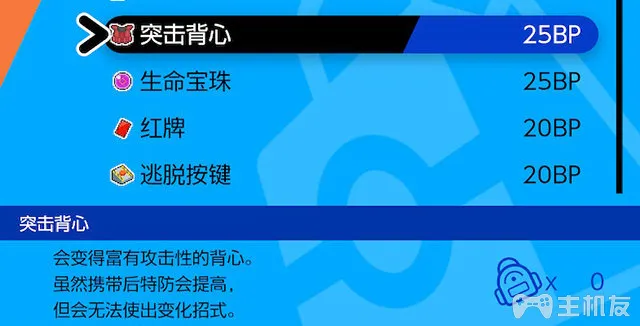 突击背心 25BP
生命宝珠 25BP
红牌 20BP
逃脱按键 20BP
突击背心
会变得富有攻击性的背心。
虽然携带后特防会提高，
但会无法使出变化招式。
x 0
主机友